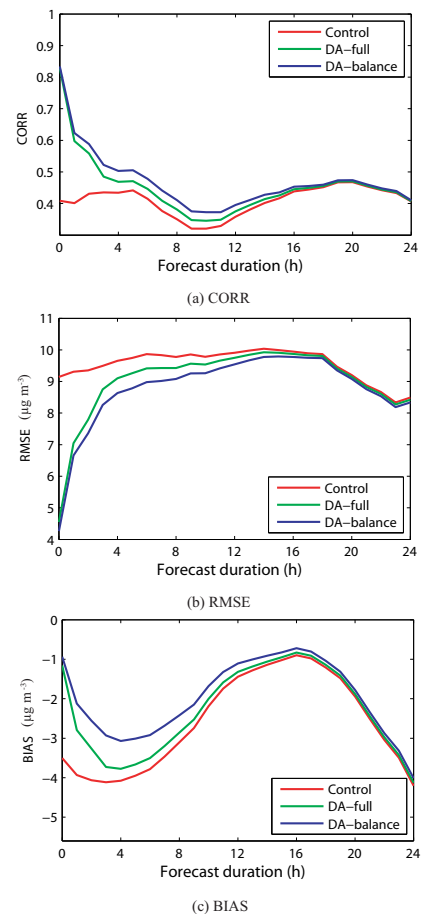 1
0.9
0.8
0.7
0.6
0.5
0.4
CORR
Control
DA−full
DA−balance
0 4 8 12 16 20 24
Forecast duration (h)
(a) CORR
11
10
9
8
7
6
5
4
RMSE (µg m-3)
Control
DA−full
DA−balance
0 4 8 12 16 20 24
Forecast duration (h)
(b) RMSE
0
−1
−2
−3
−4
−5
BIAS (µg m-3)
Control
DA−full
DA−balance
0 4 8 12 16 20 24
Forecast duration (h)
(c) BIAS